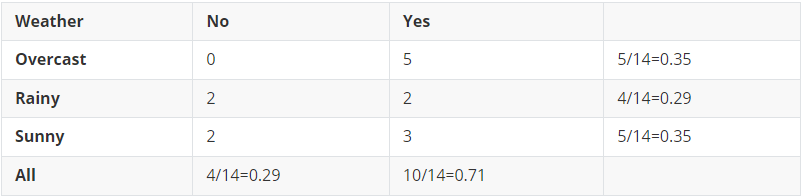 Weather No Yes
Overcast 0 5 5/14=0.35
Rainy 2 2 4/14=0.29
Sunny 2 3 5/14=0.35
All 4/14=0.29 10/14=0.71